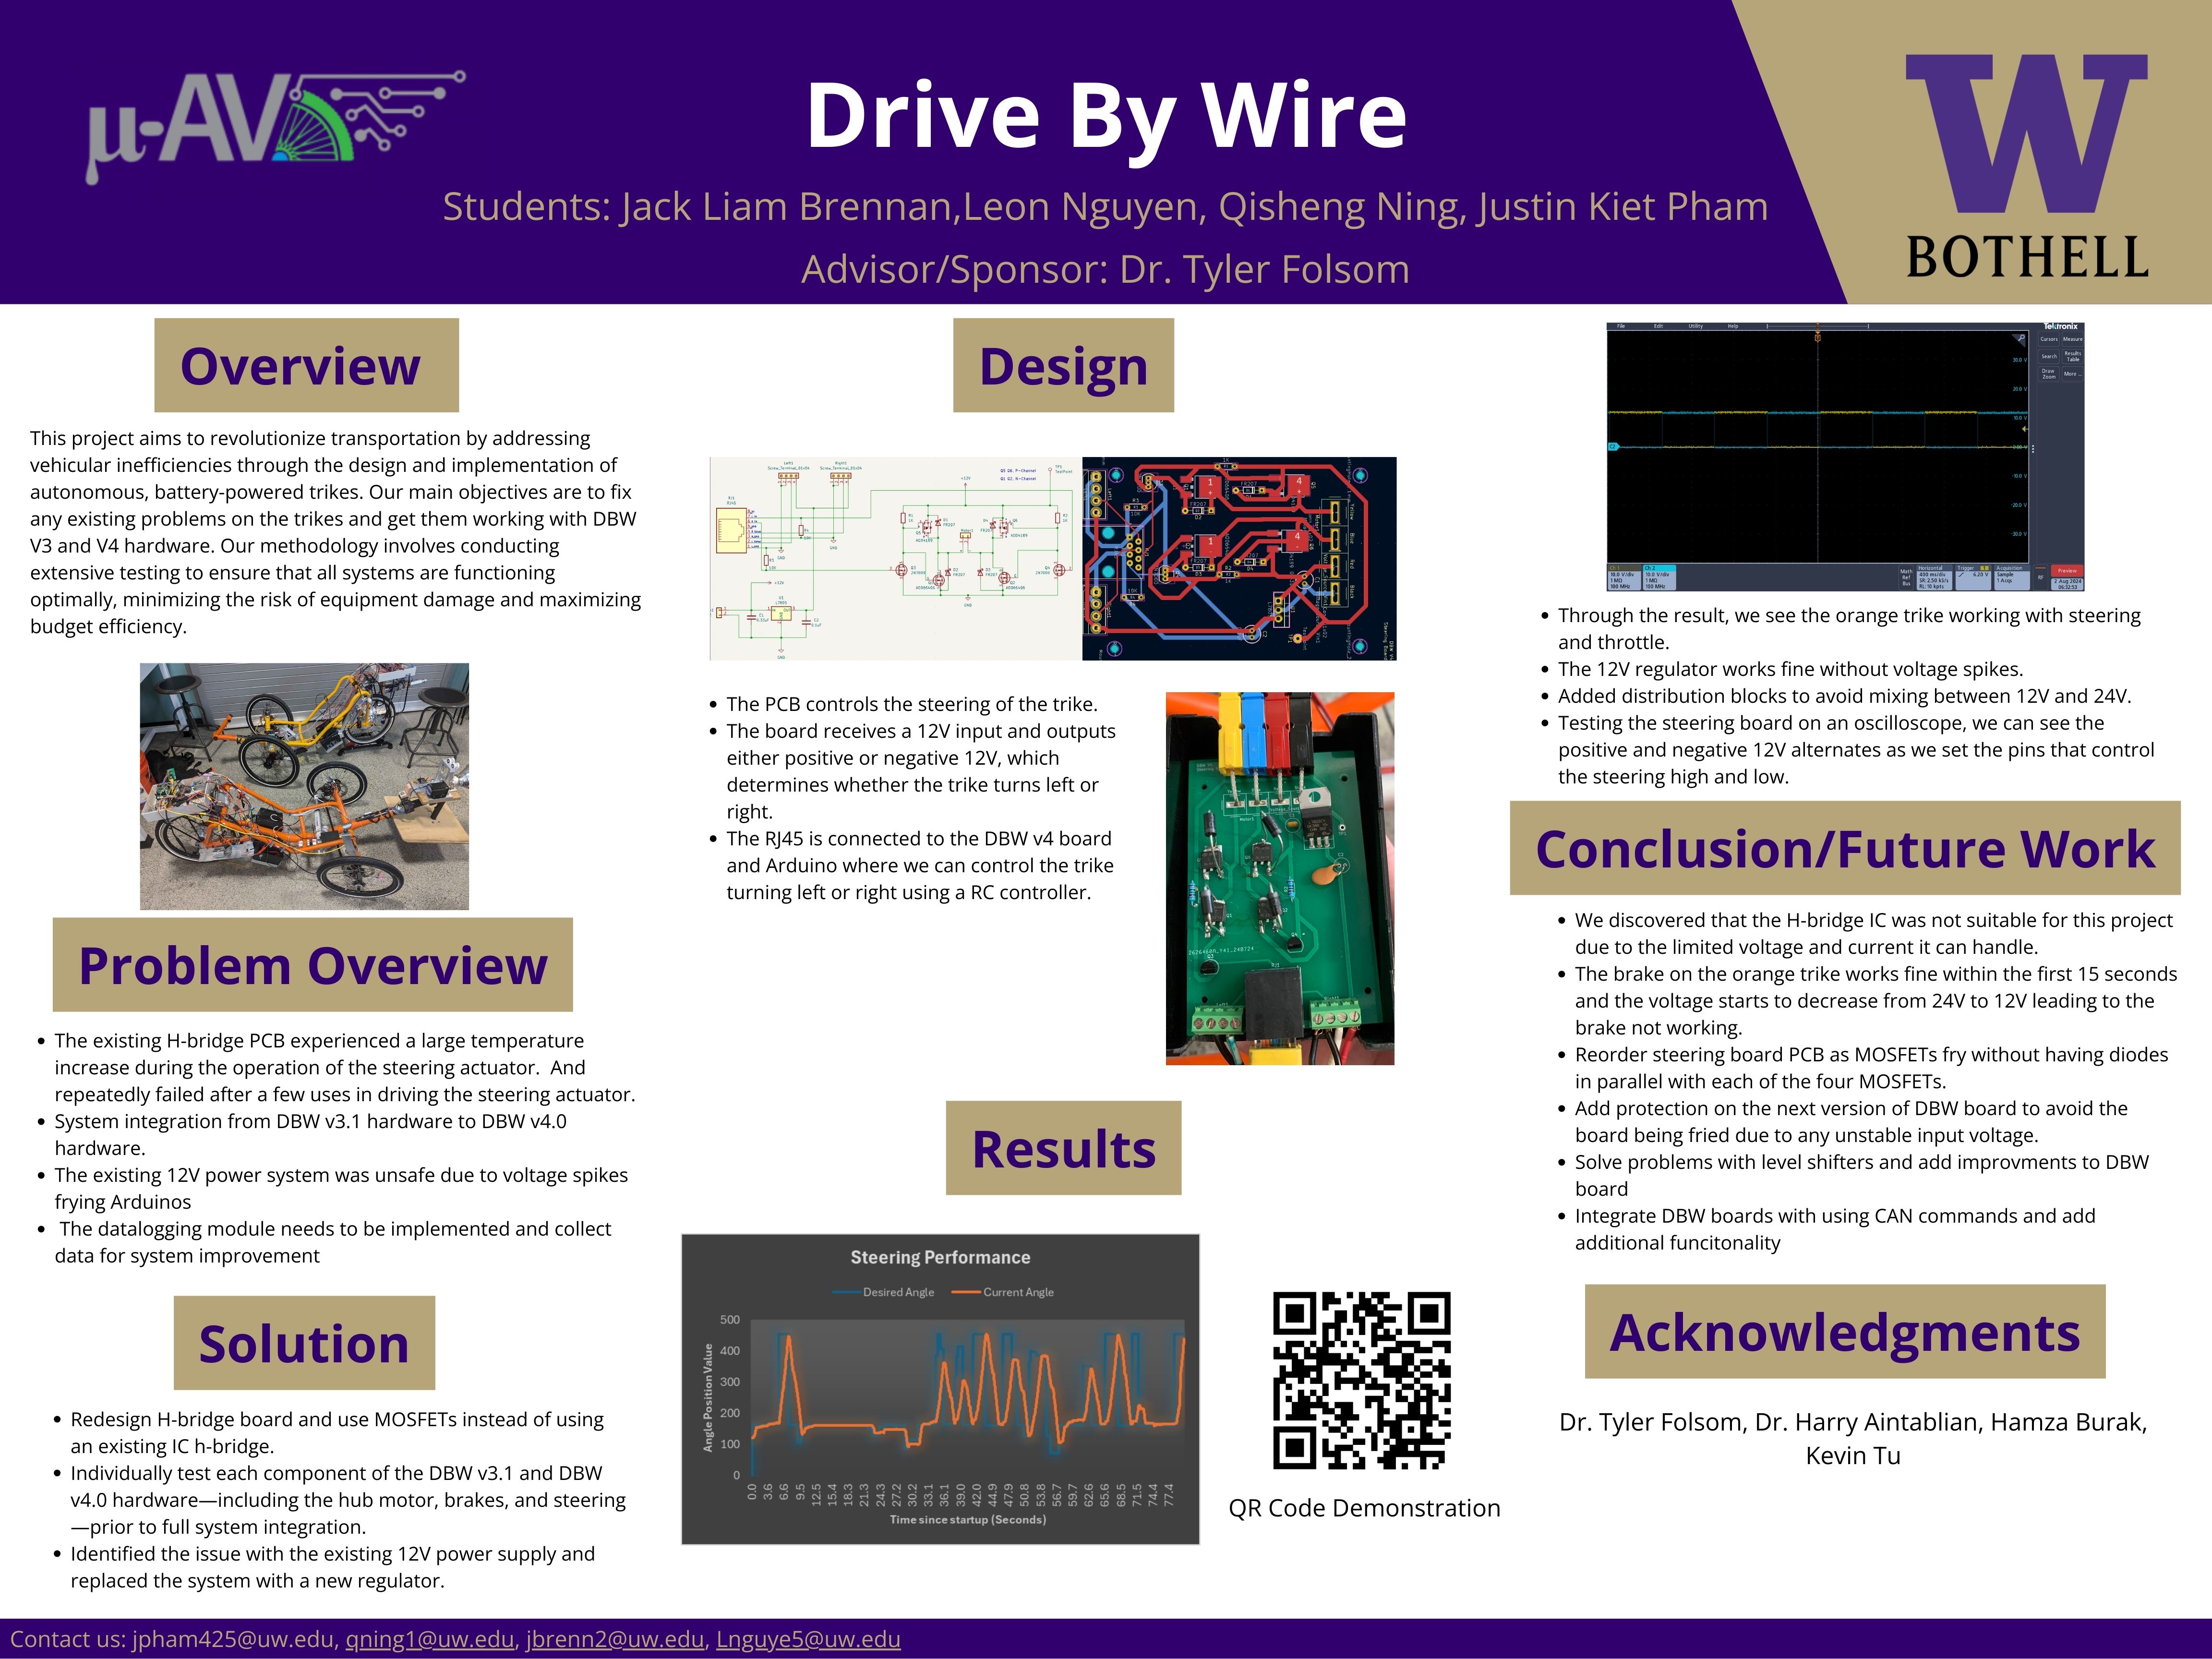 µ-AV
Drive By Wire
Students: Jack Liam Brennan,Leon Nguyen, Qisheng Ning, Justin Kiet Pham
Advisor/Sponsor: Dr. Tyler Folsom
W
BOTHELL
Overview
This project aims to revolutionize transportation by addressing
vehicular inefficiencies through the design and implementation of
autonomous, battery-powered trikes. Our main objectives are to fix
any existing problems on the trikes and get them working with DBW
V3 and V4 hardware. Our methodology involves conducting
extensive testing to ensure that all systems are functioning
optimally, minimizing the risk of equipment damage and maximizing
budget efficiency.
Problem Overview
• The existing H-bridge PCB experienced a large temperature
increase during the operation of the steering actuator.  And
repeatedly failed after a few uses in driving the steering actuator.
• System integration from DBW v3.1 hardware to DBW v4.0
hardware.
• The existing 12V power system was unsafe due to voltage spikes
frying Arduinos
• The datalogging module needs to be implemented and collect
data for system improvement
Solution
• Redesign H-bridge board and use MOSFETs instead of using
an existing IC h-bridge.
• Individually test each component of the DBW v3.1 and DBW
v4.0 hardware—including the hub motor, brakes, and steering
—prior to full system integration.
• Identified the issue with the existing 12V power supply and
replaced the system with a new regulator.
Design
• The PCB controls the steering of the trike.
• The board receives a 12V input and outputs
either positive or negative 12V, which
determines whether the trike turns left or
right.
• The RJ45 is connected to the DBW v4 board
and Arduino where we can control the trike
turning left or right using a RC controller.
Results
Steering Performance
Desired Angle Current Angle
Angle Position Value
500
400
300
200
100
0
0.0 3.6 6.6 9.5 12.5 15.4 18.3 21.3 24.3 27.2 30.2 33.1 36.1 39.0 42.0 44.9 47.9 50.8 53.8 56.7 59.7 62.6 65.6 68.5 71.5 74.4 77.4
Time since startup (Seconds)
QR Code Demonstration
File Edit Utility Help
Tektronix
Cursors Measure
Search Results Table
Draw Zoom More ...
• Through the result, we see the orange trike working with steering
and throttle.
• The 12V regulator works fine without voltage spikes.
• Added distribution blocks to avoid mixing between 12V and 24V.
• Testing the steering board on an oscilloscope, we can see the
positive and negative 12V alternates as we set the pins that control
the steering high and low.
Conclusion/Future Work
• We discovered that the H-bridge IC was not suitable for this project
due to the limited voltage and current it can handle.
• The brake on the orange trike works fine within the first 15 seconds
and the voltage starts to decrease from 24V to 12V leading to the
brake not working.
• Reorder steering board PCB as MOSFETs fry without having diodes
in parallel with each of the four MOSFETs.
• Add protection on the next version of DBW board to avoid the
board being fried due to any unstable input voltage.
• Solve problems with level shifters and add improvments to DBW
board
• Integrate DBW boards with using CAN commands and add
additional funcitonality
Acknowledgments
Dr. Tyler Folsom, Dr. Harry Aintablian, Hamza Burak,
Kevin Tu
Contact us: jpham425@uw.edu, qning1@uw.edu, jbrenn2@uw.edu, Lnguye5@uw.edu